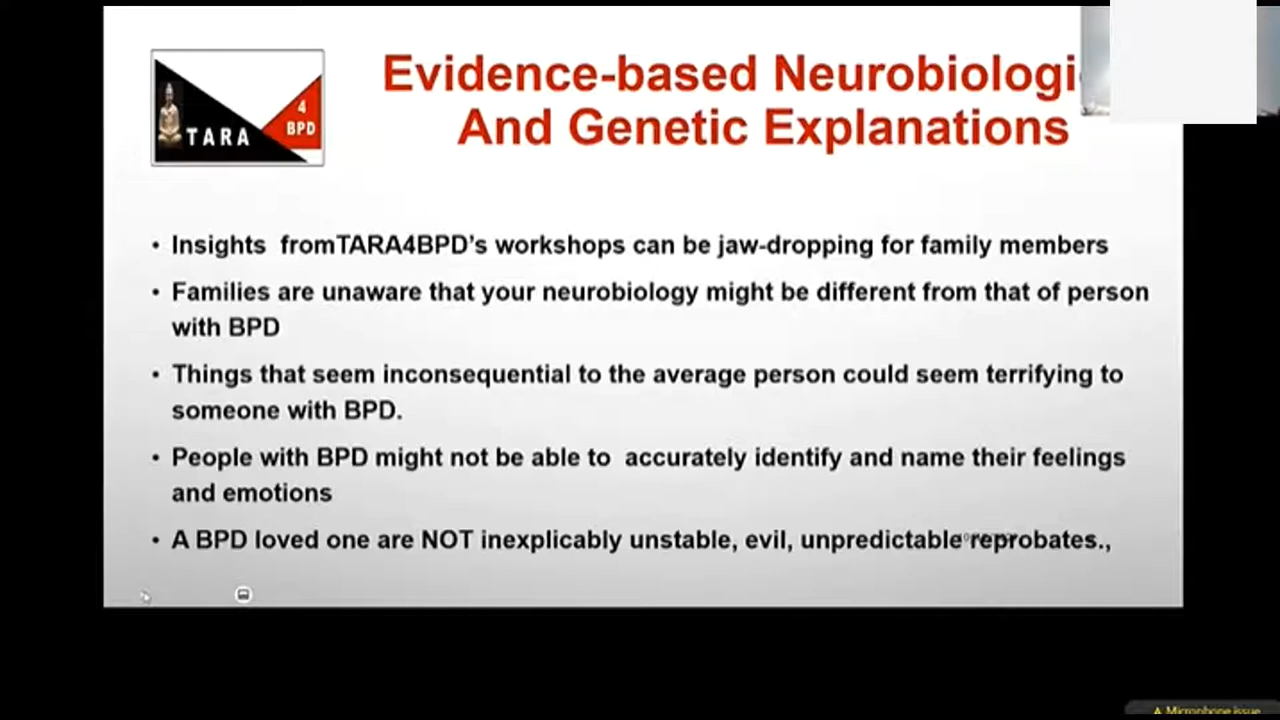 Evidence-based Neurobiologi
And Genetic Explanations
TARA
4
BPD
• Insights fromTARA4BPD's workshops can be jaw-dropping for family members
• Families are unaware that your neurobiology might be different from that of person
with BPD
• Things that seem inconsequential to the average person could seem terrifying to
someone with BPD.
• People with BPD might not be able to accurately identify and name their feelings
and emotions
• A BPD loved one are NOT inexplicably unstable, evil, unpredictable reprobates.,
Microphone issue